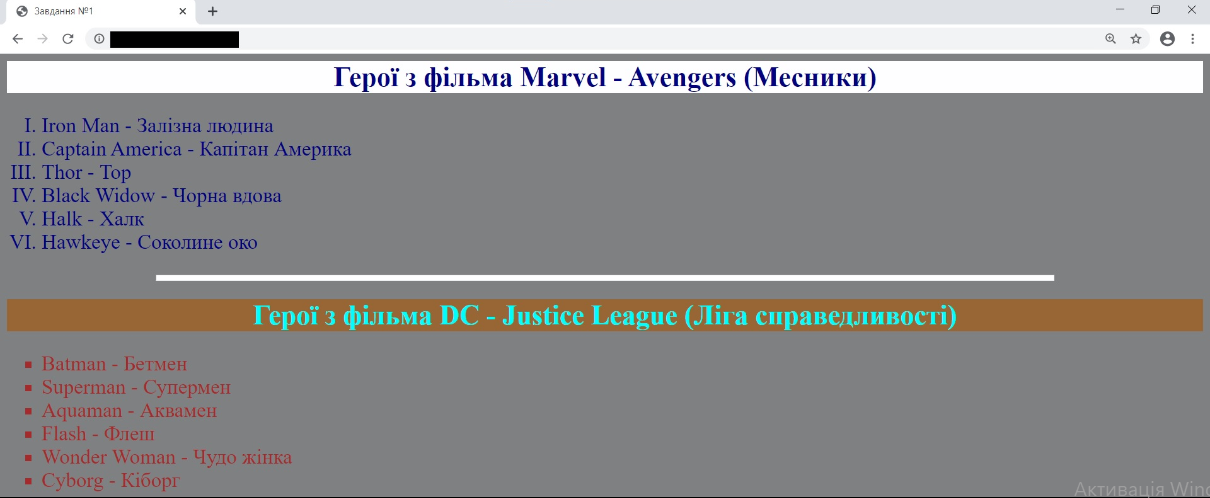 Завдання №1
Герої з фільма Marvel - Avengers (Месники)
I. Iron Man - Залізна людина
II. Captain America - Капітан Америка
III. Thor - Тор
IV. Black Widow - Чорна вдова
V. Halk - Халк
VI. Hawkeye - Соколине око
Герої з фільма DC - Justice League (Ліга справедливості)
Batman - Бетмен
Superman - Супермен
Aquaman - Аквамен
Flash - Флеш
Wonder Woman - Чудо жінка
Cyborg - Кіборг
Активація Wind